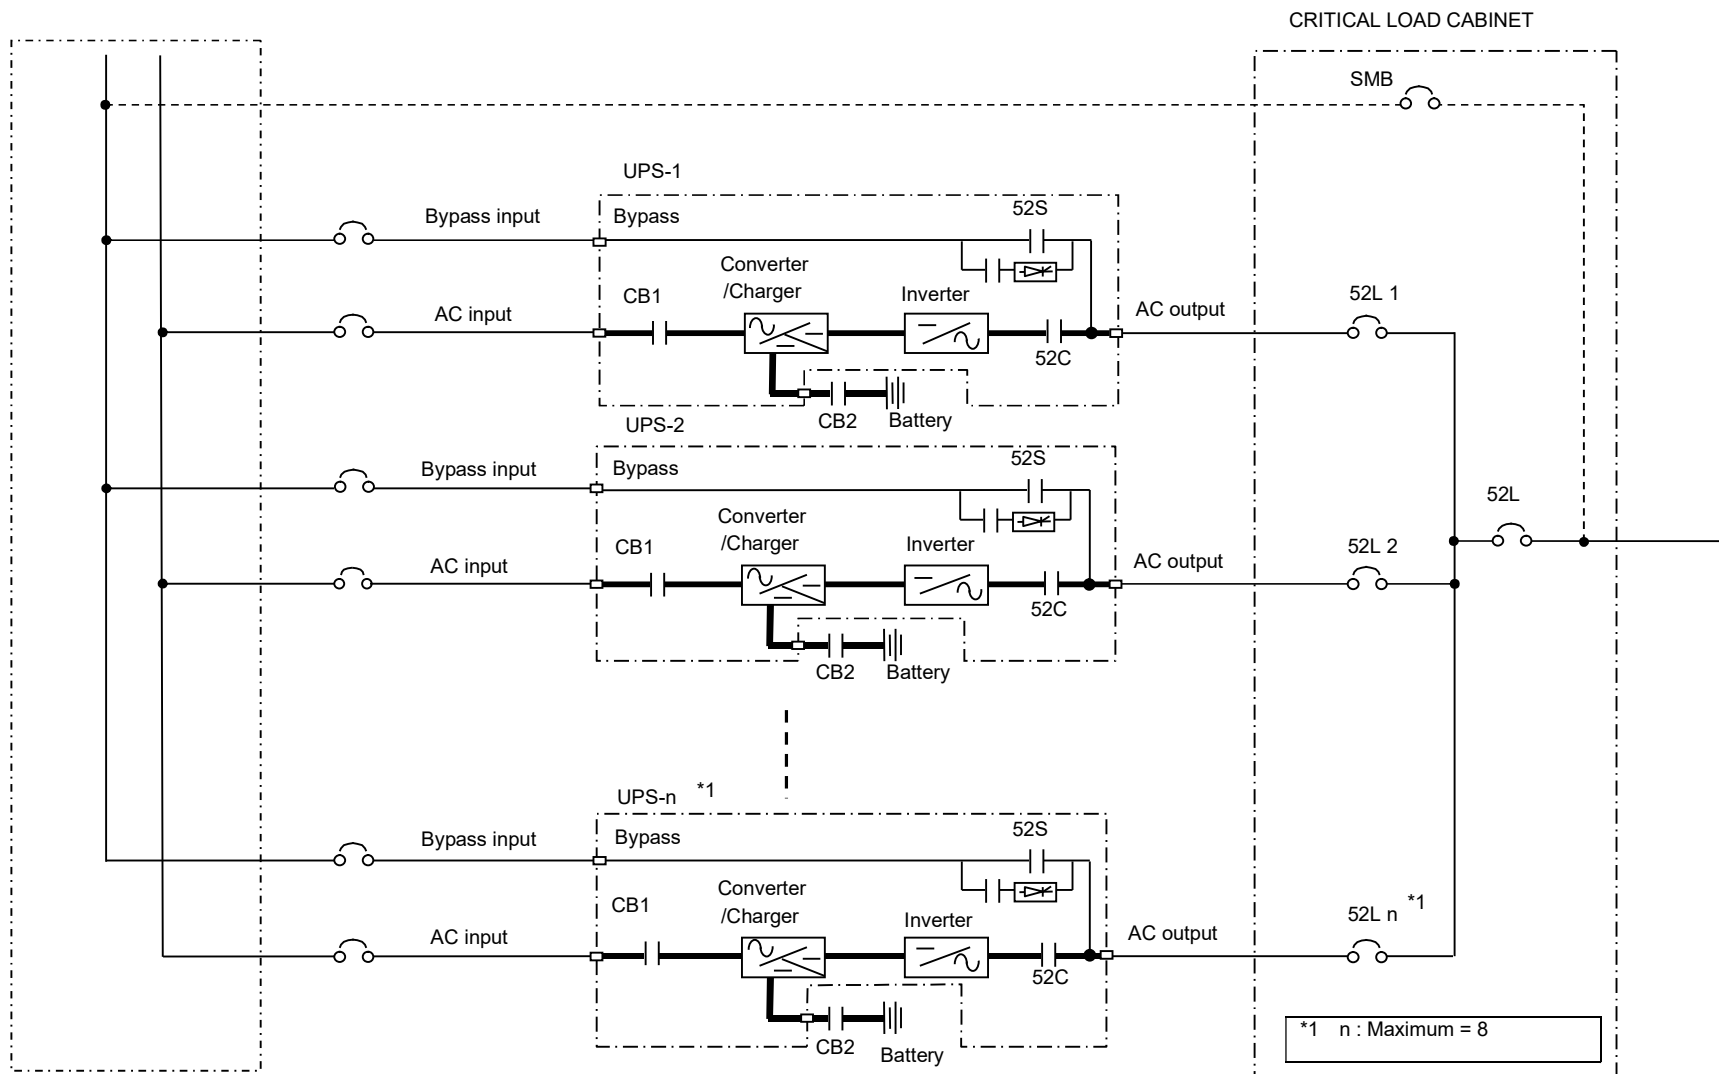 CRITICAL LOAD CABINET
SMB
UPS-1
Bypass input
Bypass
52S
Converter
/Charger
CB1
Inverter
AC input
AC output
52L 1
52C
CB2
Battery
UPS-2
Bypass input
Bypass
52S
52L
Converter
/Charger
CB1
Inverter
AC input
AC output
52L 2
52C
CB2
Battery
UPS-n *1
Bypass input
Bypass
52S
Converter
/Charger
CB1
Inverter
AC input
AC output
52L n *1
52C
CB2
Battery
*1 n : Maximum = 8